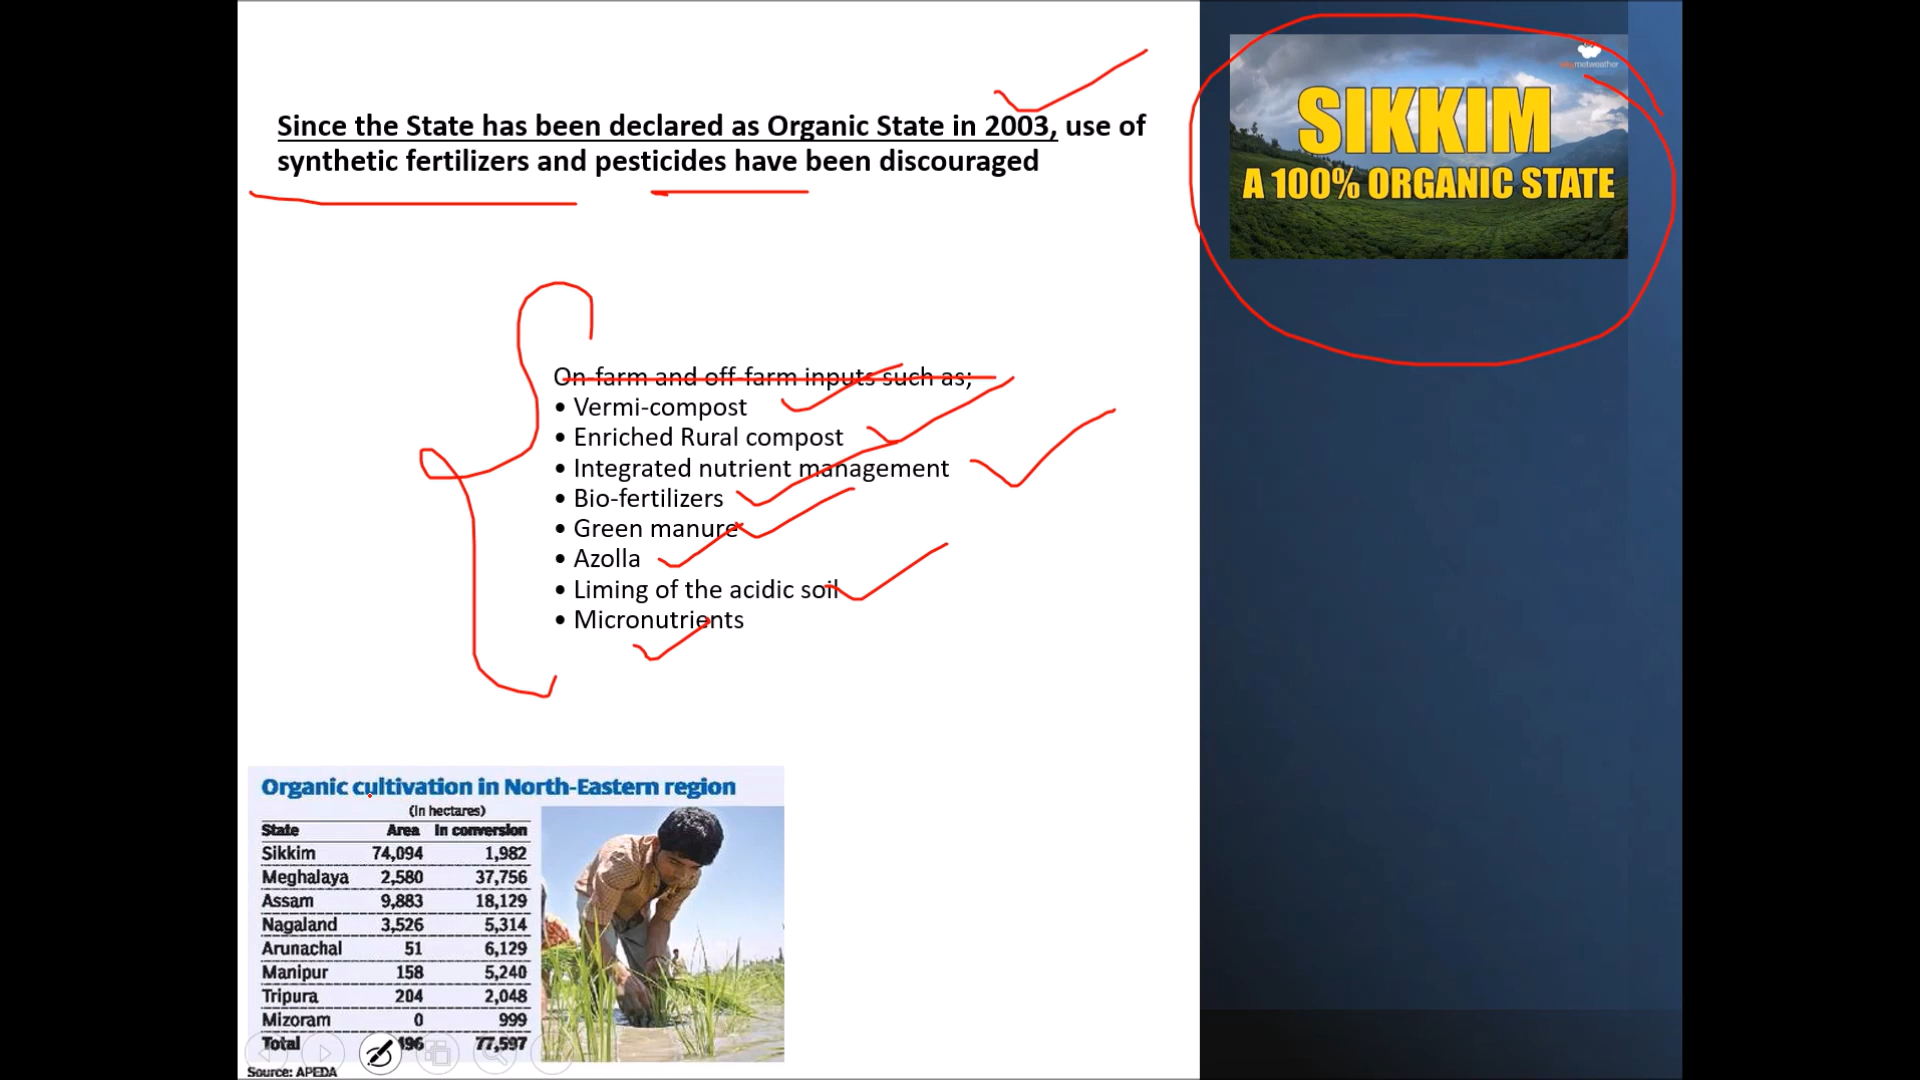 Since the State has been declared as Organic State in 2003, use of
synthetic fertilizers and pesticides have been discouraged
SIKKIM
A 100% ORGANIC STATE
On-farm and off-farm inputs such as;
• Vermi-compost
• Enriched Rural compost
• Integrated nutrient management
• Bio-fertilizers
• Green manure
• Azolla
• Liming of the acidic soil
• Micronutrients
Organic cultivation in North-Eastern region
(In hectares)
State Area In conversion
Sikkim 74,094 1,982
Meghalaya 2,580 37,756
Assam 9,883 18,129
Nagaland 3,526 5,314
Arunachal 51 6,129
Manipur 158 5,240
Tripura 204 2,048
Mizoram 0 999
Total 77,597
Source: APEDA